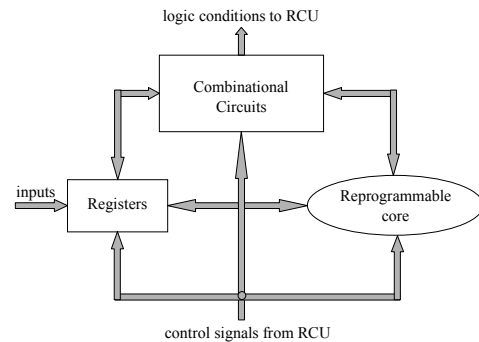 logic conditions to RCU
Combinational
Circuits
inputs
Registers
Reprogrammable
core
control signals from RCU